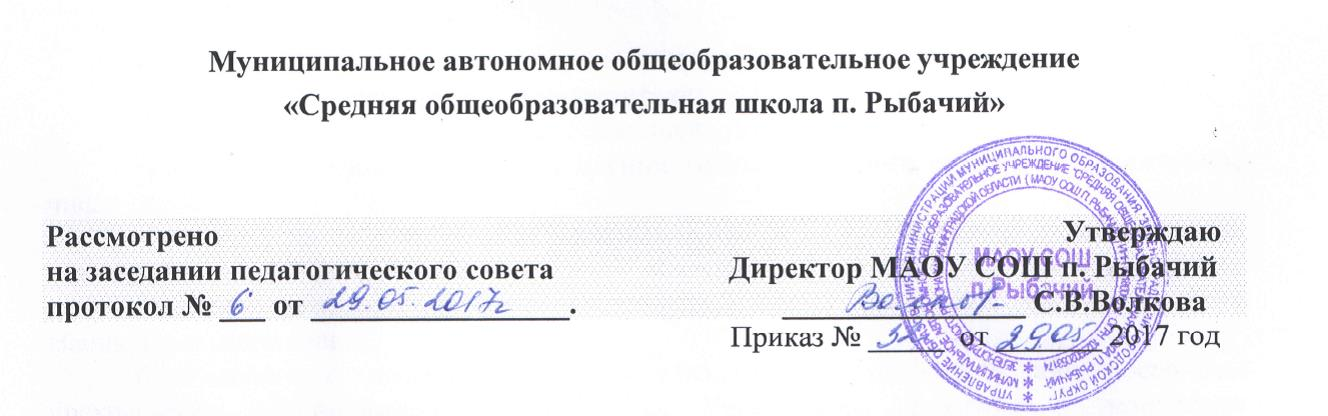 Муниципальное автономное общеобразовательное учреждение
«Средняя общеобразовательная школа п. Рыбачий»
Рассмотрено
на заседании педагогического совета
протокол № 6 от 29.05.2017г.
Утверждаю
Директор МАОУ СОШ п. Рыбачий
С.В.Волкова
Приказ № от 29.05 2017 год
МАОУ СОШ
п.Рыбачий